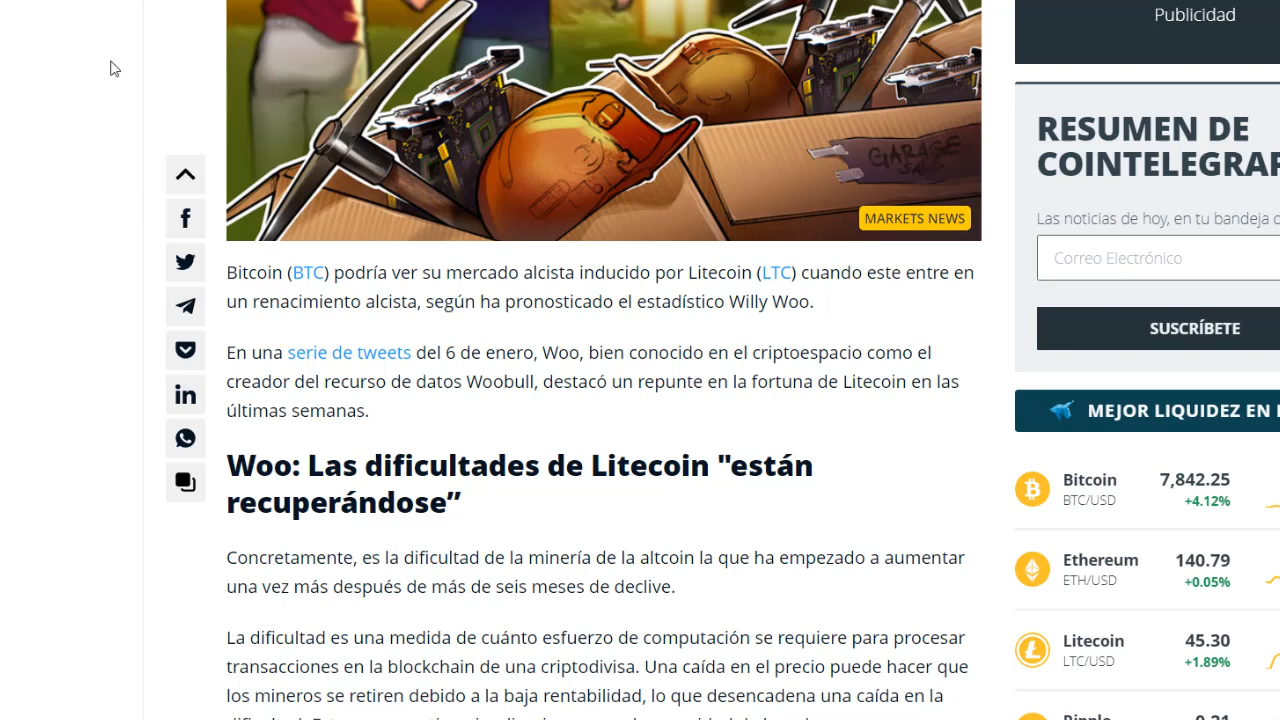 Publicidad
GARAGE
SALE
MARKETS NEWS
RESUMEN DE
COINTELEGRAP
Las noticias de hoy, en tu bandeja d
Correo Electrónico
SUSCRÍBETE
Bitcoin (BTC) podría ver su mercado alcista inducido por Litecoin (LTC) cuando este entre en
un renacimiento alcista, según ha pronosticado el estadístico Willy Woo.
En una serie de tweets del 6 de enero, Woo, bien conocido en el criptoespacio como el
creador del recurso de datos Woobull, destacó un repunte en la fortuna de Litecoin en las
últimas semanas.
Woo: Las dificultades de Litecoin "están
recuperándose”
Concretamente, es la dificultad de la minería de la altcoin la que ha empezado a aumentar
una vez más después de más de seis meses de declive.
La dificultad es una medida de cuánto esfuerzo de computación se requiere para procesar
transacciones en la blockchain de una criptodivisa. Una caída en el precio puede hacer que
los mineros se retiren debido a la baja rentabilidad, lo que desencadena una caída en la
MEJOR LIQUIDEZ EN
Bitcoin 7,842.25
BTC/USD +4.12%
Ethereum 140.79
ETH/USD +0.05%
Litecoin 45.30
LTC/USD +1.89%